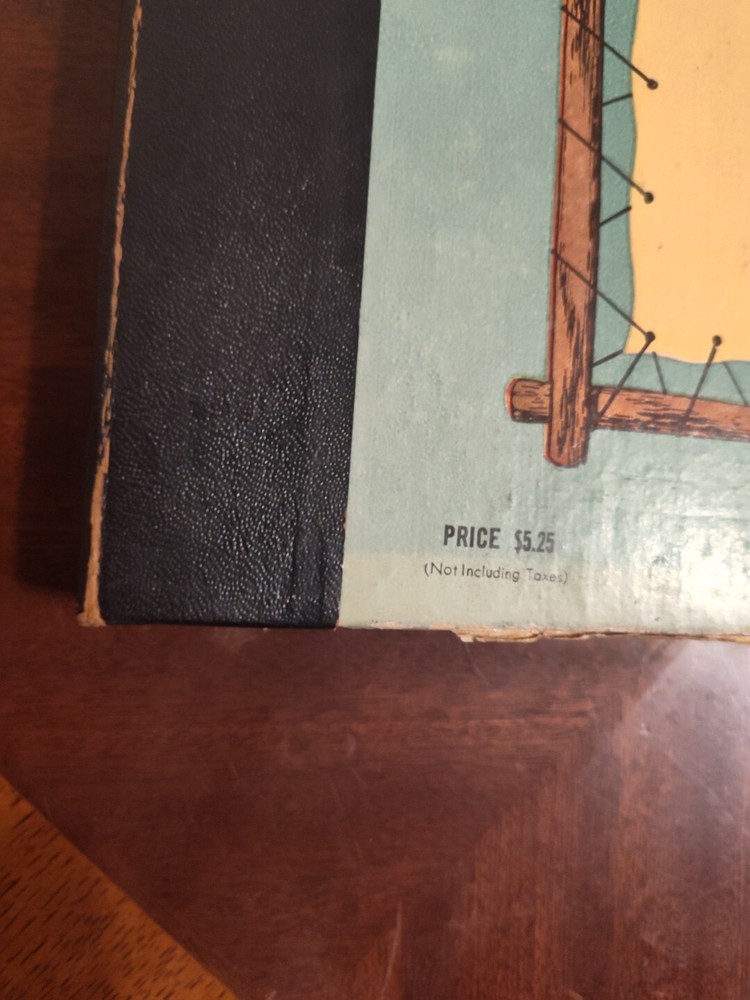 PRICE $5.25
(Not Including Taxes)